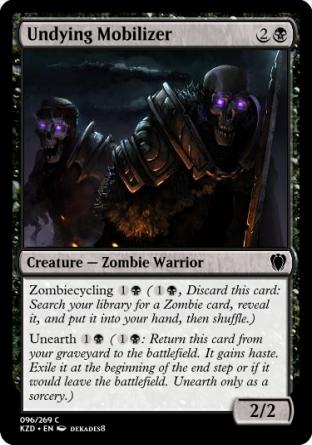 Undying Mobilizer 2
Creature — Zombie Warrior
Zombiecycling 1 ( 1 , Discard this card:
Search your library for a Zombie card, reveal
it, and put it into your hand, then shuffle.)
Unearth 1 ( 1 : Return this card from
your graveyard to the battlefield. It gains haste.
Exile it at the beginning of the end step or if it
would leave the battlefield. Unearth only as a
sorcery.)
2/2
096/269 C
KZD • EN DEKADES8